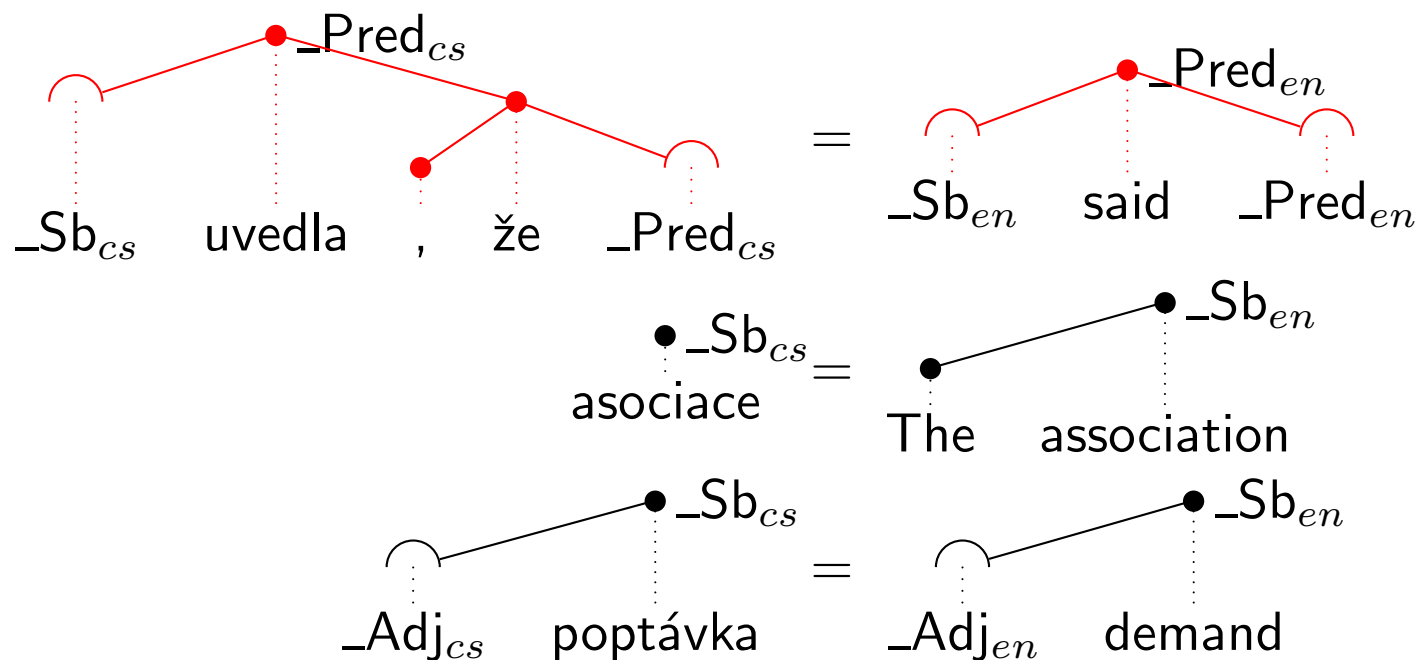 _Pred_cs
_Pred_en
=
_Sb_cs uvedla , že _Pred_cs
_Sb_en said _Pred_en
_Sb_cs
_Sb_en
=
asociace
The association
_Sb_cs
_Sb_en
=
_Adj_cs poptávka
_Adj_en demand